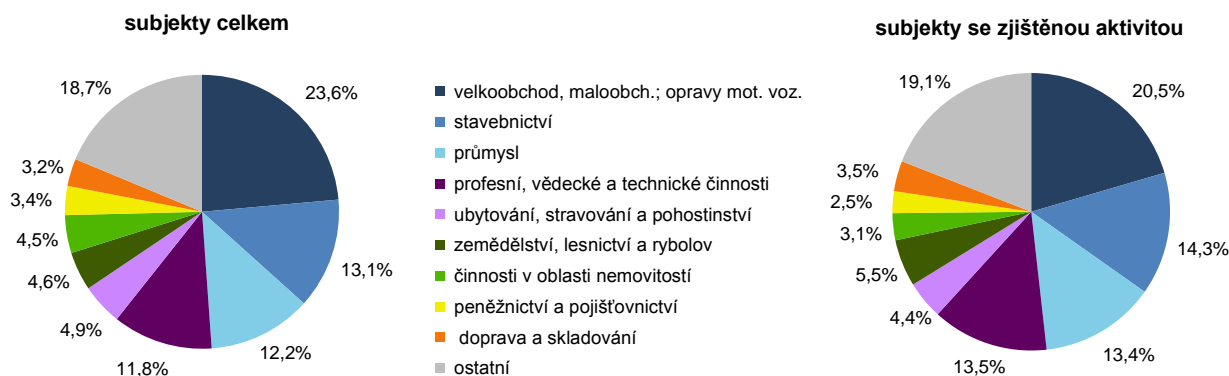 subjekty celkem
23,6%
13,1%
12,2%
11,8%
4,9%
4,6%
4,5%
3,4%
3,2%
18,7%
velkoobchod, maloobch.; opravy mot. voz.
stavebnictví
průmysl
profesní, vědecké a technické činnosti
ubytování, stravování a pohostinství
zemědělství, lesnictví a rybolov
činnosti v oblasti nemovitostí
peněžnictví a pojišťovnictví
doprava a skladování
ostatní
subjekty se zjištěnou aktivitou
20,5%
14,3%
13,4%
13,5%
4,4%
5,5%
3,1%
2,5%
3,5%
19,1%